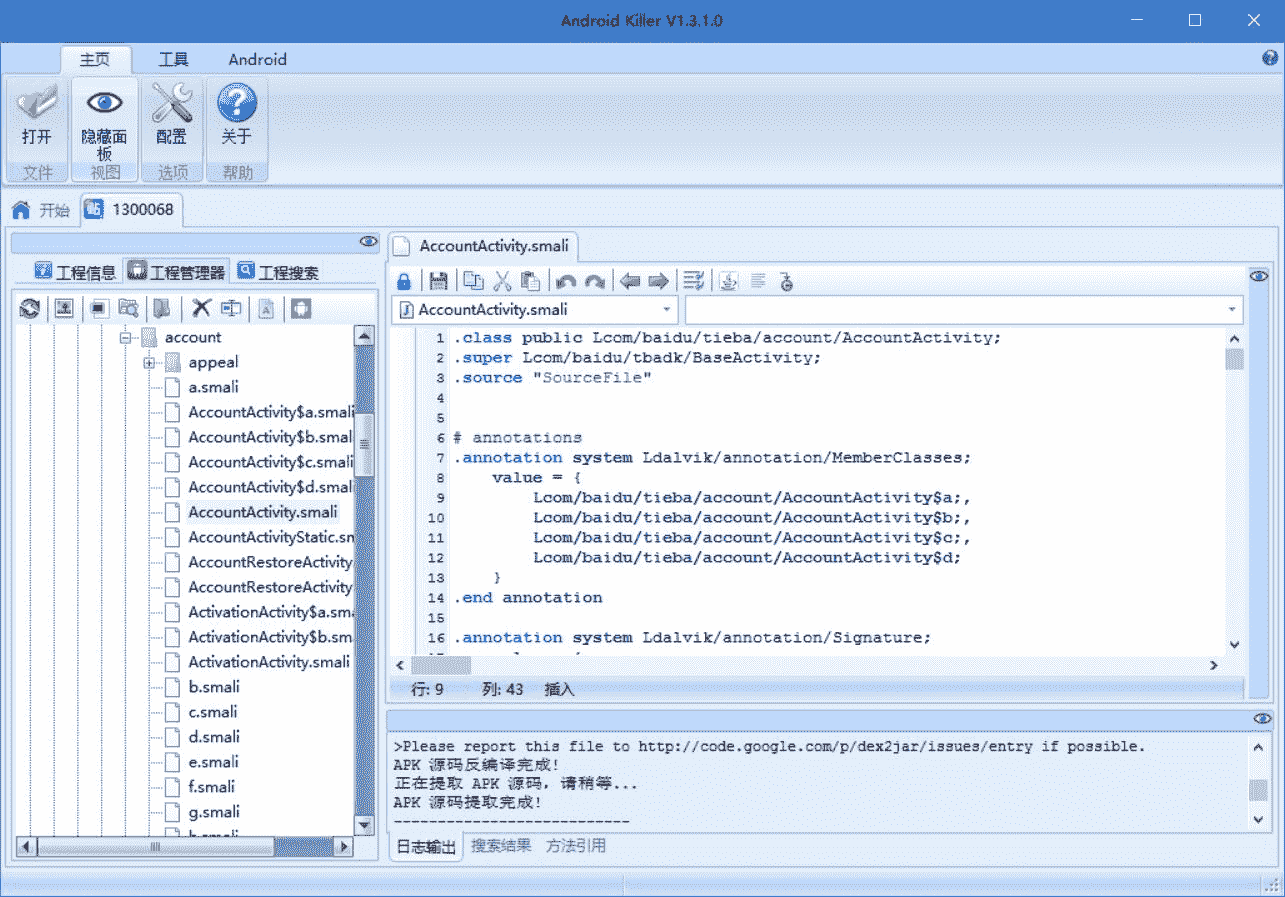 Android Killer V1.3.1.0
主页 工具 Android
打开 隐藏面板 配置 关于
文件 视图 选项 帮助
开始 1300068
工程信息 工程管理器 工程搜索
account
appeal
a.smali
AccountActivity$a.smali
AccountActivity$b.smal
AccountActivity$c.smali
AccountActivity$d.smali
AccountActivity.smali
AccountActivityStatic.sm
AccountRestoreActivity
AccountRestoreActivity
ActivationActivity$a.sma
ActivationActivity$b.sm
ActivationActivity.smali
b.smali
c.smali
d.smali
e.smali
f.smali
g.smali
h.smali
AccountActivity.smali
AccountActivity.smali
1 .class public Lcom/baidu/tieba/account/AccountActivity;
2 .super Lcom/baidu/tbadk/BaseActivity;
3 .source "SourceFile"
4
5
6 # annotations
7 .annotation system Ldalvik/annotation/MemberClasses;
8 value = {
9 Lcom/baidu/tieba/account/AccountActivity$a;,
10 Lcom/baidu/tieba/account/AccountActivity$b;,
11 Lcom/baidu/tieba/account/AccountActivity$c;,
12 Lcom/baidu/tieba/account/AccountActivity$d;
13 }
14 .end annotation
15
16 .annotation system Ldalvik/annotation/Signature;
行: 9 列: 43 插入
>Please report this file to http://code.google.com/p/dex2jar/issues/entry if possible.
APK 源码反编译完成!
正在提取 APK 源码, 请稍等...
APK 源码提取完成!
--------------------------
日志输出 搜索结果 方法引用